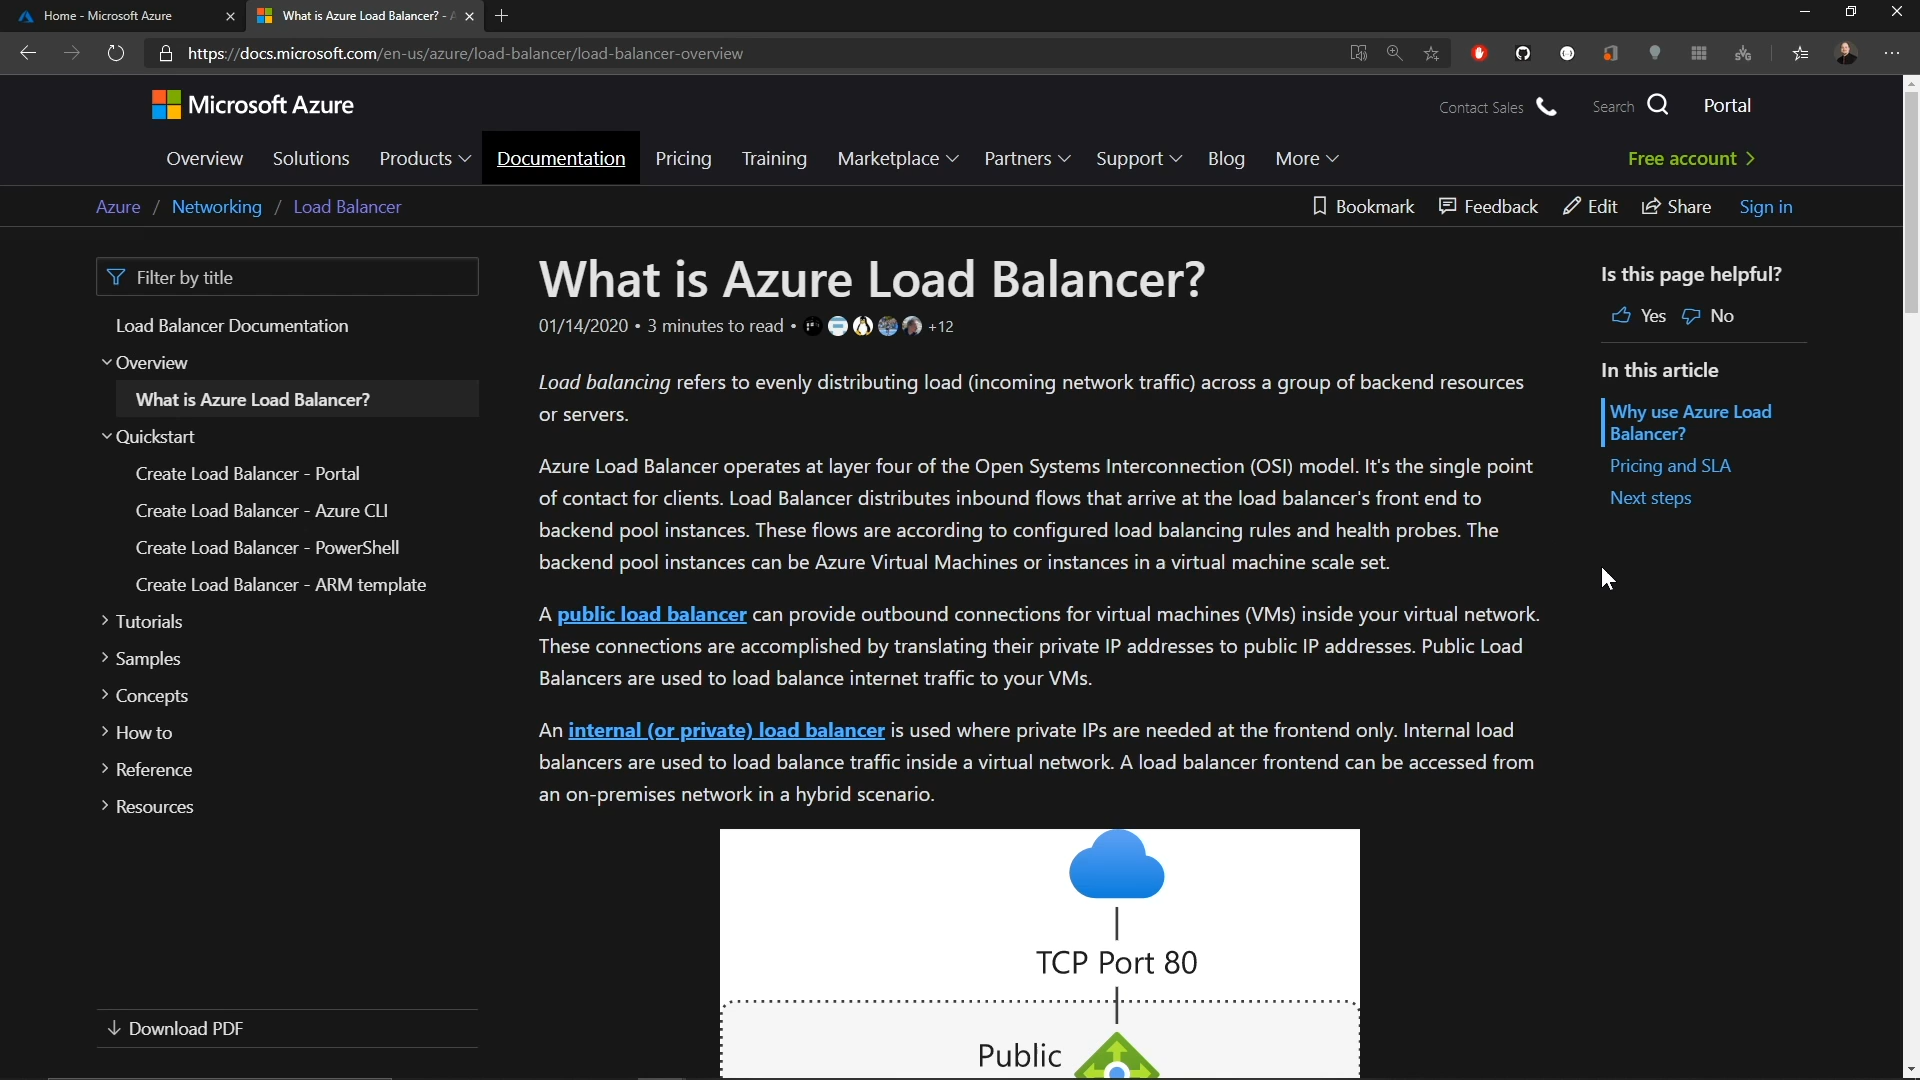 Home - Microsoft Azure
What is Azure Load Balancer? - A
https://docs.microsoft.com/en-us/azure/load-balancer/load-balancer-overview
Microsoft Azure
Contact Sales
Search
Portal
Overview
Solutions
Products
Documentation
Pricing
Training
Marketplace
Partners
Support
Blog
More
Free account >
Azure / Networking / Load Balancer
Bookmark
Feedback
Edit
Share
Sign in
Filter by title
Load Balancer Documentation
Overview
What is Azure Load Balancer?
Quickstart
Create Load Balancer - Portal
Create Load Balancer - Azure CLI
Create Load Balancer - PowerShell
Create Load Balancer - ARM template
Tutorials
Samples
Concepts
How to
Reference
Resources
Download PDF
What is Azure Load Balancer?
01/14/2020 • 3 minutes to read • +12
Load balancing refers to evenly distributing load (incoming network traffic) across a group of backend resources
or servers.
Azure Load Balancer operates at layer four of the Open Systems Interconnection (OSI) model. It's the single point
of contact for clients. Load Balancer distributes inbound flows that arrive at the load balancer's front end to
backend pool instances. These flows are according to configured load balancing rules and health probes. The
backend pool instances can be Azure Virtual Machines or instances in a virtual machine scale set.
A public load balancer can provide outbound connections for virtual machines (VMs) inside your virtual network.
These connections are accomplished by translating their private IP addresses to public IP addresses. Public Load
Balancers are used to load balance internet traffic to your VMs.
An internal (or private) load balancer is used where private IPs are needed at the frontend only. Internal load
balancers are used to load balance traffic inside a virtual network. A load balancer frontend can be accessed from
an on-premises network in a hybrid scenario.
TCP Port 80
Public
Is this page helpful?
Yes
No
In this article
Why use Azure Load
Balancer?
Pricing and SLA
Next steps